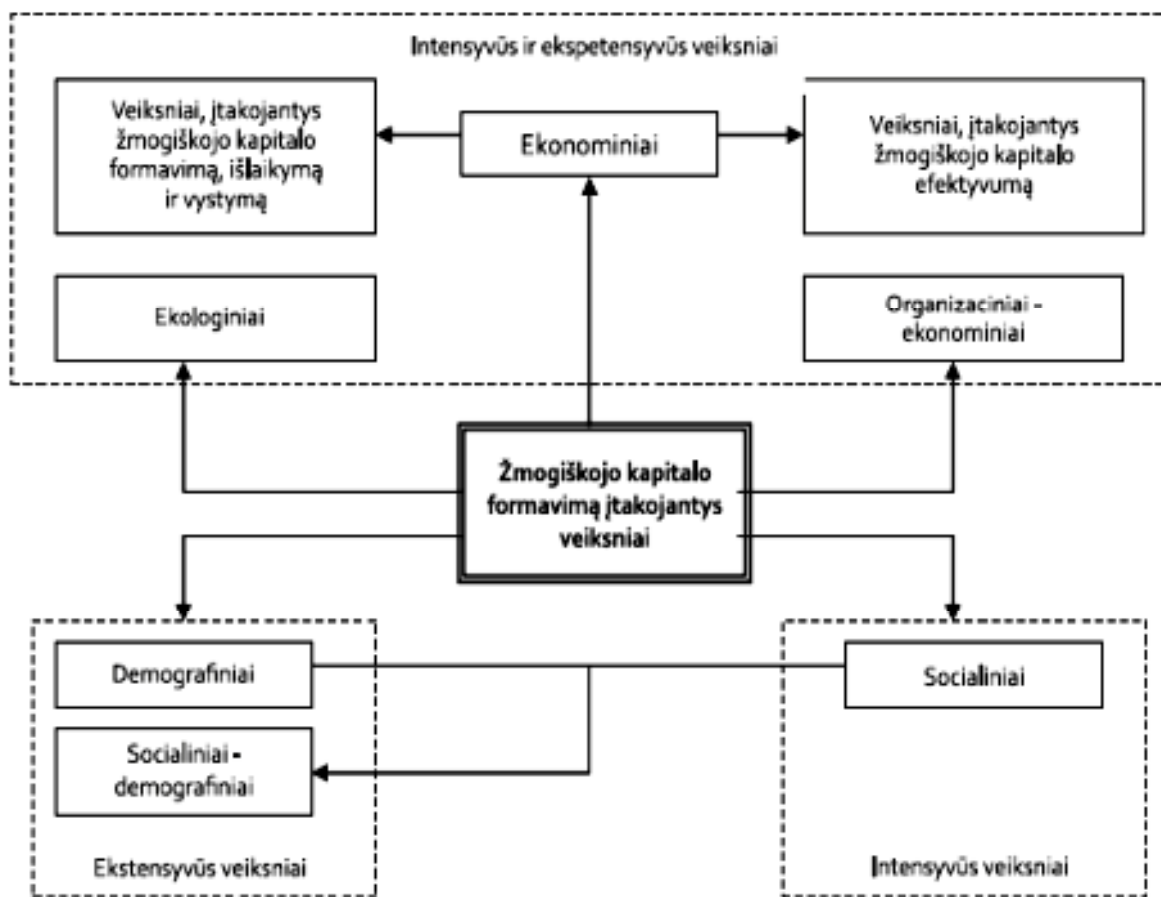 Intensyvūs ir ekspetensyvūs veiksniai
Veiksniai, įtakojantys
žmogiškojo kapitalo
formavimą, išlaikymą
ir vystymą
Ekonominiai
Veiksniai, įtakojantys
žmogiškojo kapitalo
efektyvumą
Ekologiniai
Organizaciniai -
ekonominiai
Žmogiškojo kapitalo
formavimą įtakojantys
veiksniai
Demografiniai
Socialiniai -
demografiniai
Ekstensyvūs veiksniai
Socialiniai
Intensyvūs veiksniai